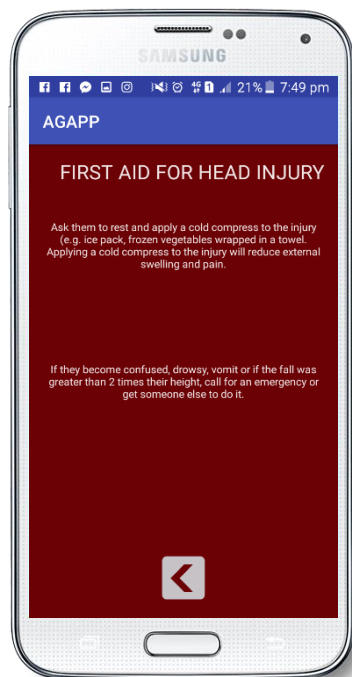 SAMSUNG
21% 7:49 pm
AGAPP
FIRST AID FOR HEAD INJURY
Ask them to rest and apply a cold compress to the injury
(e.g. ice pack, frozen vegetables wrapped in a towel.
Applying a cold compress to the injury will reduce external
swelling and pain.
If they become confused, drowsy, vomit or if the fall was
greater than 2 times their height, call for an emergency or
get someone else to do it.